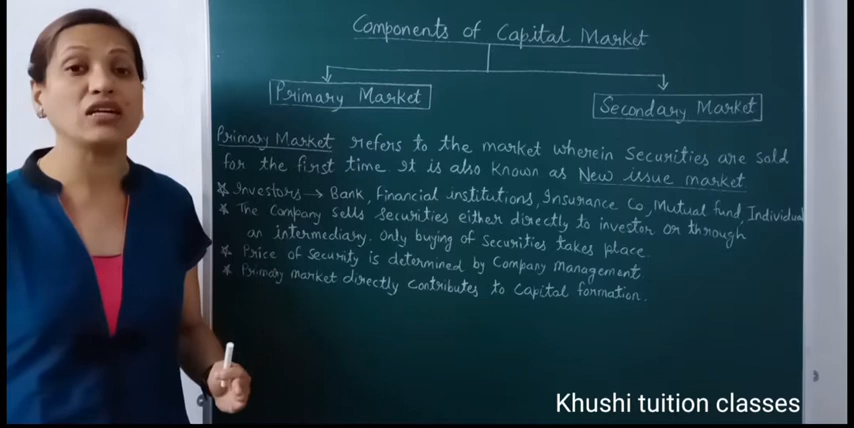 Components of Capital Market
Primary Market
Secondary Market
Primary Market refers to the market wherein Securities are sold
for the first time. It is also known as New issue market
* Investors → Bank, Financial institutions, Insurance Co, Mutual fund, Individual
* The Company sells securities either directly to investor or through
an intermediary. Only buying of securities takes place.
* Price of security is determined by Company management
* Primary market directly contributes to capital formation.
Khushi tuition classes